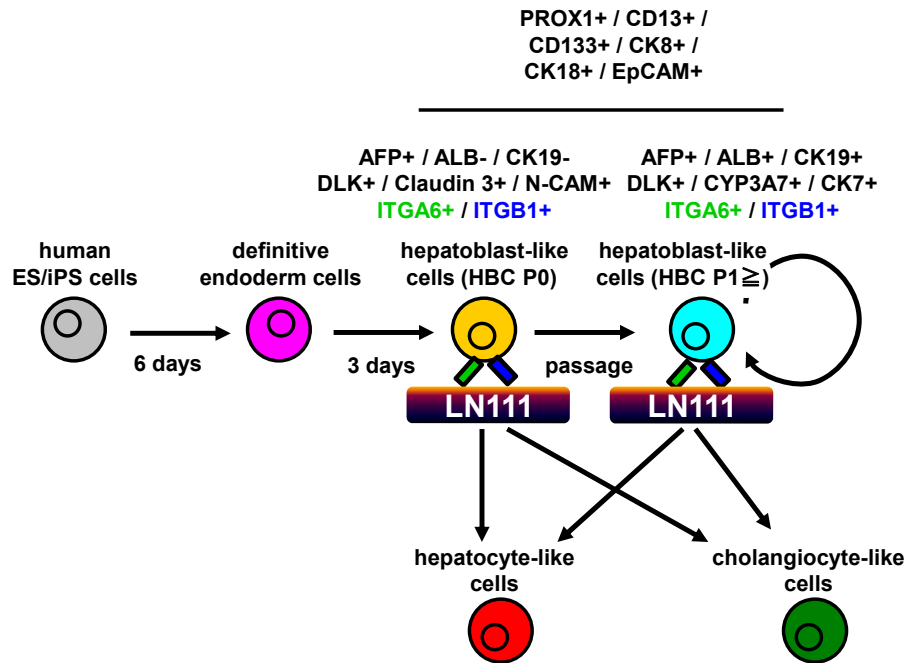 PROX1+ / CD13+ /
CD133+ / CK8+ /
CK18+ / EpCAM+
AFP+ / ALB- / CK19-
DLK+ / Claudin 3+ / N-CAM+
ITGA6+ / ITGB1+
AFP+ / ALB+ / CK19+
DLK+ / CYP3A7+ / CK7+
ITGA6+ / ITGB1+
human
ES/iPS cells
definitive
endoderm cells
hepatoblast-like
cells (HBC P0)
hepatoblast-like
cells (HBC P1≧)
6 days
3 days
passage
LN111
LN111
hepatocyte-like
cells
cholangiocyte-like
cells